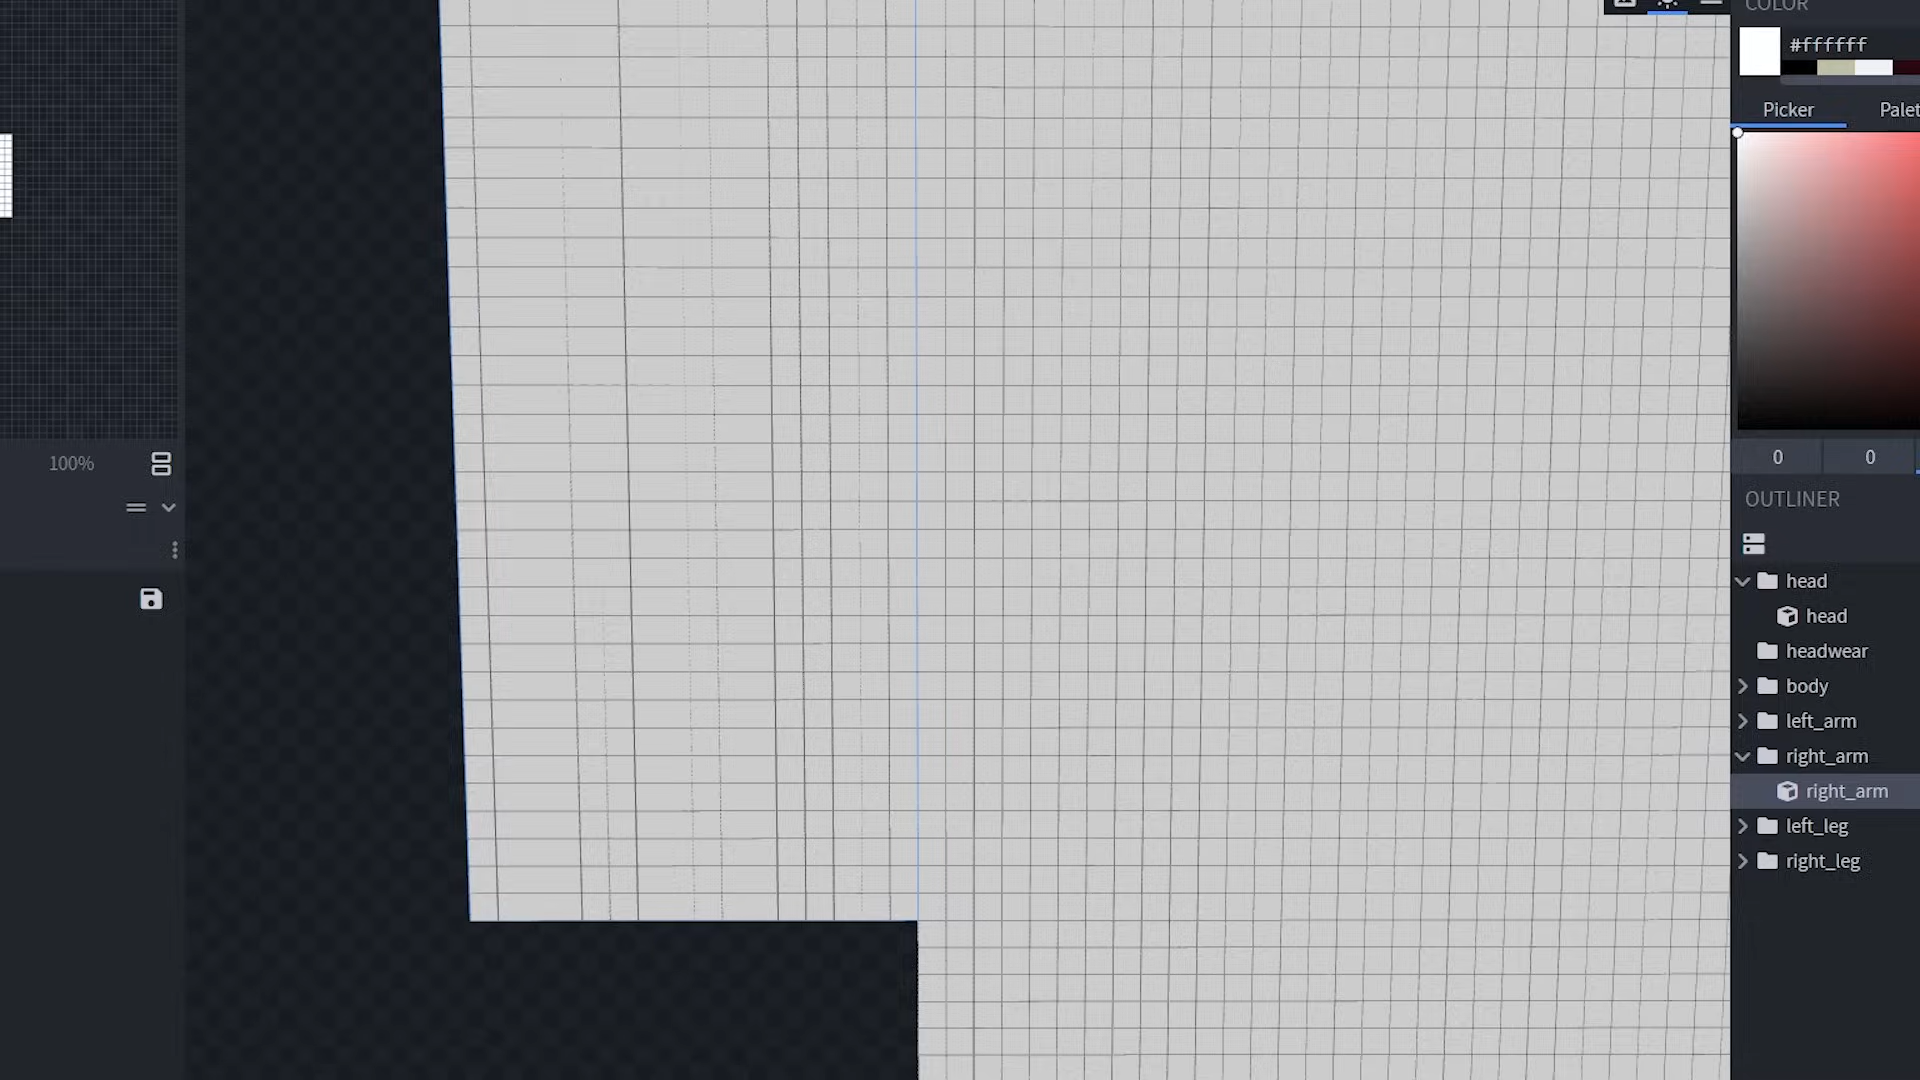 COLOR
#ffffff
Picker
Palet
100%
0
0
OUTLINER
head
head
headwear
body
left_arm
right_arm
right_arm
left_leg
right_leg